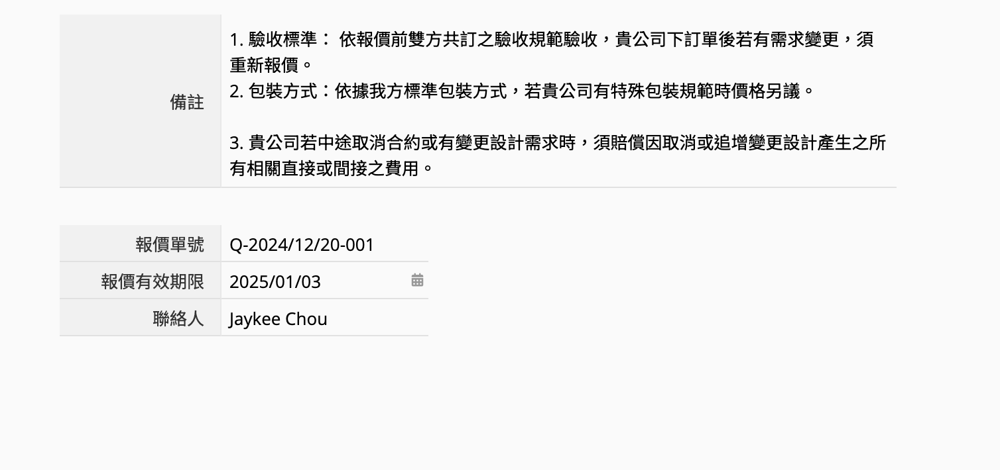 備註
1. 驗收標準： 依報價前雙方共訂之驗收規範驗收，貴公司下訂單後若有需求變更，須
重新報價。
2. 包裝方式：依據我方標準包裝方式，若貴公司有特殊包裝規範時價格另議。
3. 貴公司若中途取消合約或有變更設計需求時，須賠償因取消或追增變更設計產生之所
有相關直接或間接之費用。
報價單號 Q-2024/12/20-001
報價有效期限 2025/01/03
聯絡人 Jaykee Chou